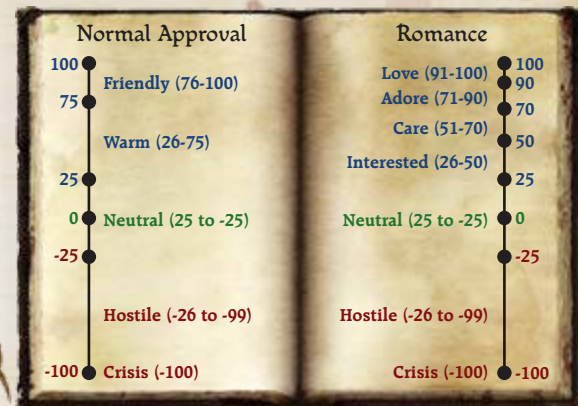 Normal Approval
100
Friendly (76-100)
75
Warm (26-75)
25
0 Neutral (25 to -25)
-25
Hostile (-26 to -99)
-100 Crisis (-100)
Romance
100
Love (91-100)
90
Adore (71-90)
70
Care (51-70)
50
Interested (26-50)
25
Neutral (25 to -25) 0
-25
Hostile (-26 to -99)
Crisis (-100) -100